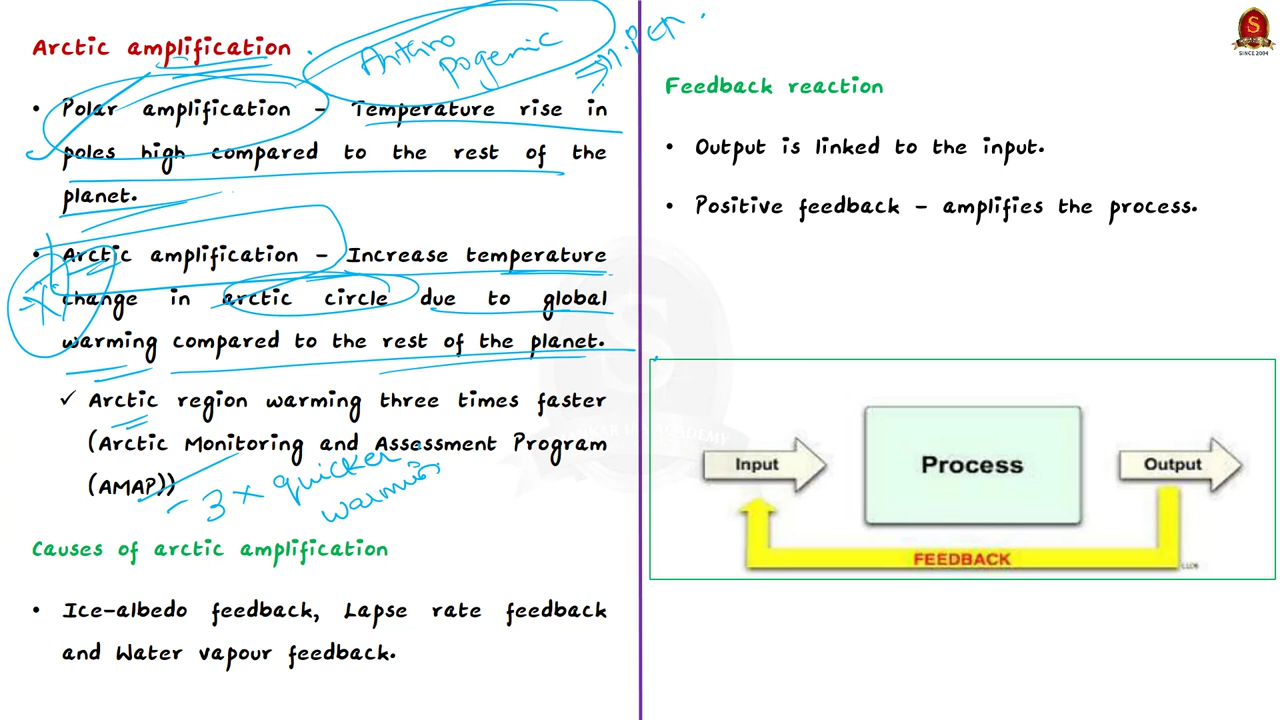 Arctic amplification
Anthro
pogenic
• Polar amplification – Temperature rise in
poles high compared to the rest of the
planet.
• Arctic amplification – Increase temperature
change in arctic circle due to global
warming compared to the rest of the planet.
✓ Arctic region warming three times faster
(Arctic Monitoring and Assessment Program
(AMAP))
3 x quicker
warming
Causes of arctic amplification
• Ice-albedo feedback, Lapse rate feedback
and Water vapour feedback.
S
SINCE 2004
Feedback reaction
• Output is linked to the input.
• Positive feedback – amplifies the process.
Input
Process
Output
FEEDBACK